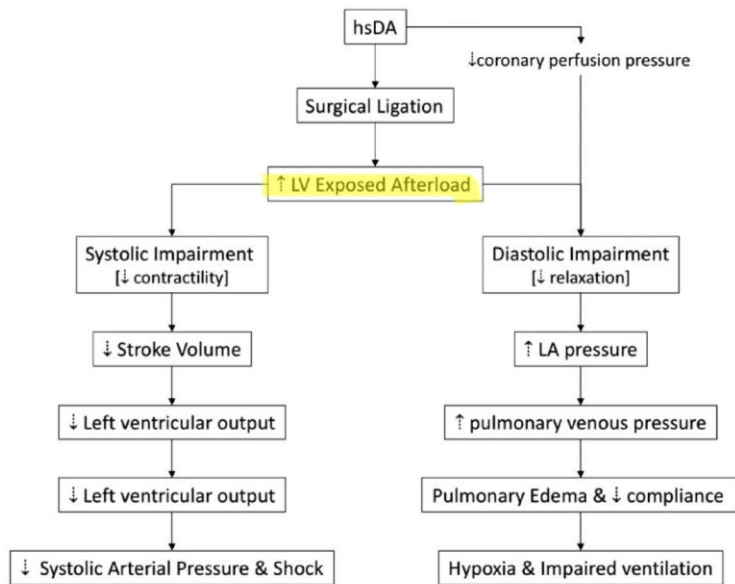 hsDA
↓coronary perfusion pressure
Surgical Ligation
↑ LV Exposed Afterload
Systolic Impairment
[↓ contractility]
Diastolic Impairment
[↓ relaxation]
↓ Stroke Volume
↑ LA pressure
↓ Left ventricular output
↑ pulmonary venous pressure
↓ Left ventricular output
Pulmonary Edema & ↓ compliance
↓ Systolic Arterial Pressure & Shock
Hypoxia & Impaired ventilation